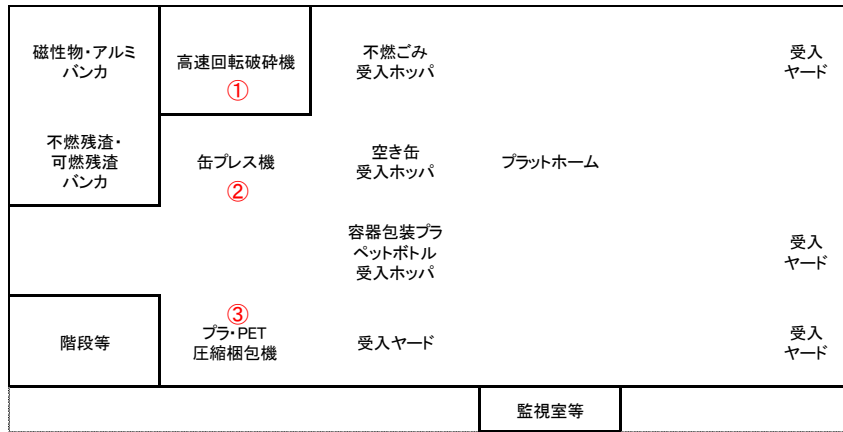 磁性物・アルミ
バンカ
高速回転破砕機
①
不燃ごみ
受入ホッパ
受入
ヤード
不燃残渣・
可燃残渣
バンカ
缶プレス機
②
空き缶
受入ホッパ
プラットホーム
容器包装プラ
ペットボトル
受入ホッパ
受入
ヤード
階段等
③
プラ・PET
圧縮梱包機
受入ヤード
受入
ヤード
監視室等